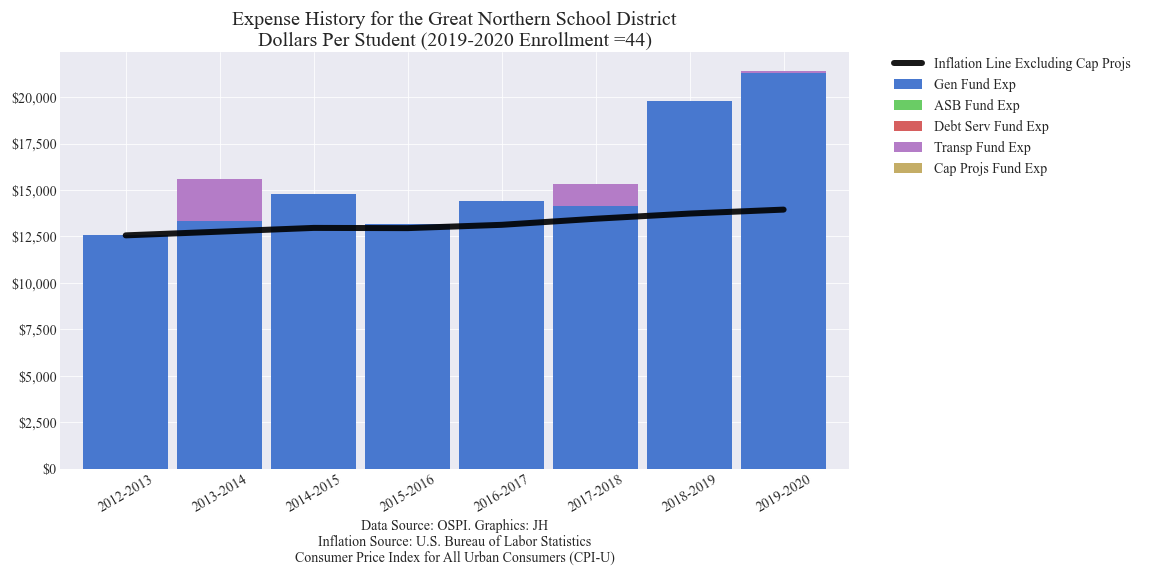 Expense History for the Great Northern School District
Dollars Per Student (2019-2020 Enrollment =44)
Inflation Line Excluding Cap Projs
Gen Fund Exp
ASB Fund Exp
Debt Serv Fund Exp
Transp Fund Exp
Cap Projs Fund Exp
$20,000
$17,500
$15,000
$12,500
$10,000
$7,500
$5,000
$2,500
$0
2012-2013
2013-2014
2014-2015
2015-2016
2016-2017
2017-2018
2018-2019
2019-2020
Data Source: OSPI. Graphics: JH
Inflation Source: U.S. Bureau of Labor Statistics
Consumer Price Index for All Urban Consumers (CPI-U)